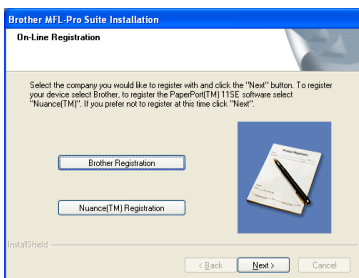 Brother MFL-Pro Suite Installation
On-Line Registration
Select the company you would like to register with and click the "Next" button. To register
your device select Brother, to register the PaperPort(TM) 11SE software select
"Nuance(TM)". If you prefer not to register at this time click "Next".
Brother Registration
Nuance(TM) Registration
InstallShield
< Back
Next >
Cancel